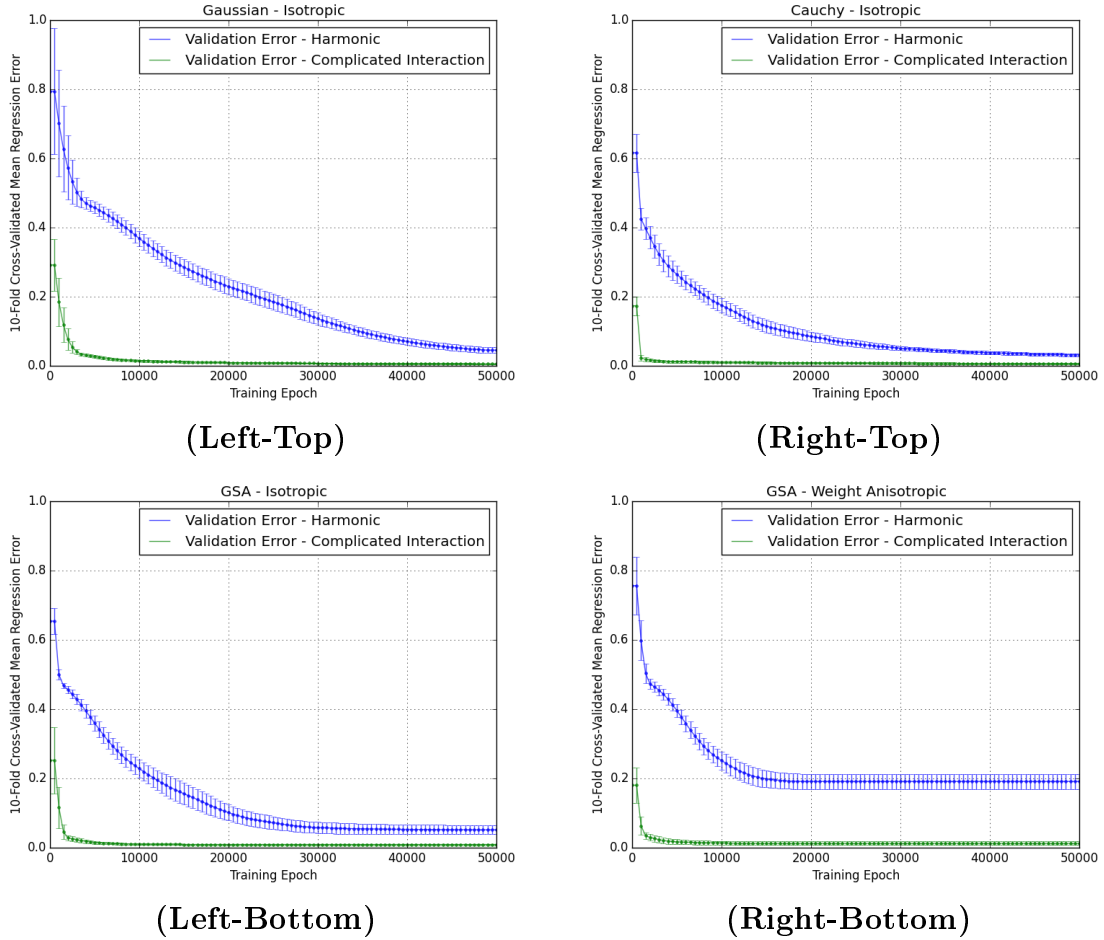 Gaussian - Isotropic
Validation Error - Harmonic
Validation Error - Complicated Interaction
10-Fold Cross-Validated Mean Regression Error
1.0
0.8
0.6
0.4
0.2
0.0
10000 20000 30000 40000 50000
Training Epoch
(Left-Top)
Cauchy - Isotropic
Validation Error - Harmonic
Validation Error - Complicated Interaction
10-Fold Cross-Validated Mean Regression Error
1.0
0.8
0.6
0.4
0.2
0.0
10000 20000 30000 40000 50000
Training Epoch
(Right-Top)
GSA - Isotropic
Validation Error - Harmonic
Validation Error - Complicated Interaction
10-Fold Cross-Validated Mean Regression Error
1.0
0.8
0.6
0.4
0.2
0.0
10000 20000 30000 40000 50000
Training Epoch
(Left-Bottom)
GSA - Weight Anisotropic
Validation Error - Harmonic
Validation Error - Complicated Interaction
10-Fold Cross-Validated Mean Regression Error
1.0
0.8
0.6
0.4
0.2
0.0
10000 20000 30000 40000 50000
Training Epoch
(Right-Bottom)